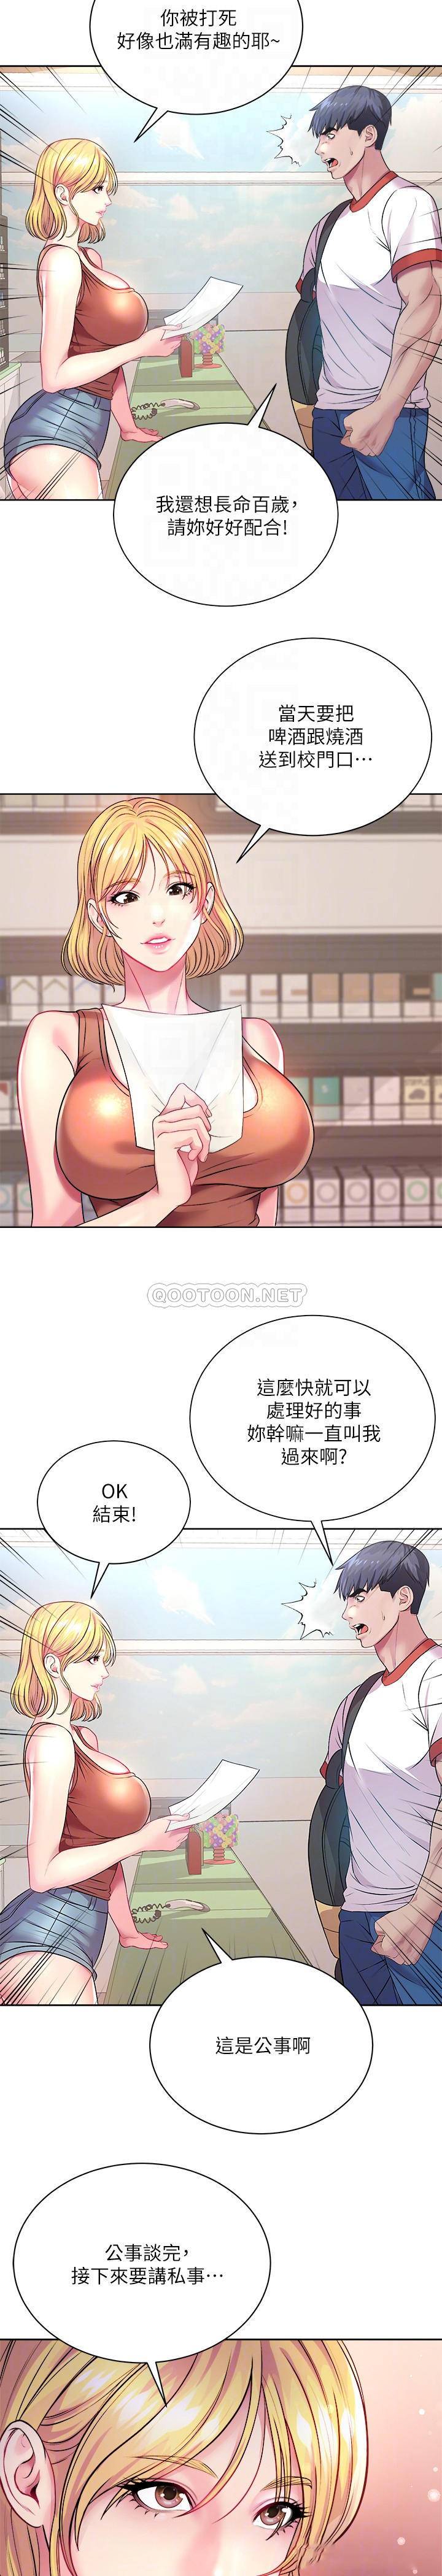 你被打死
好像也滿有趣的耶~
我還想長命百歲，
請妳好好配合!
當天要把
啤酒跟燒酒
送到校門口⋯
QOOTOON.NET
這麼快就可以
處理好的事
妳幹嘛一直叫我
過來啊?
OK
結束!
這是公事啊
公事談完，
接下來要講私事⋯